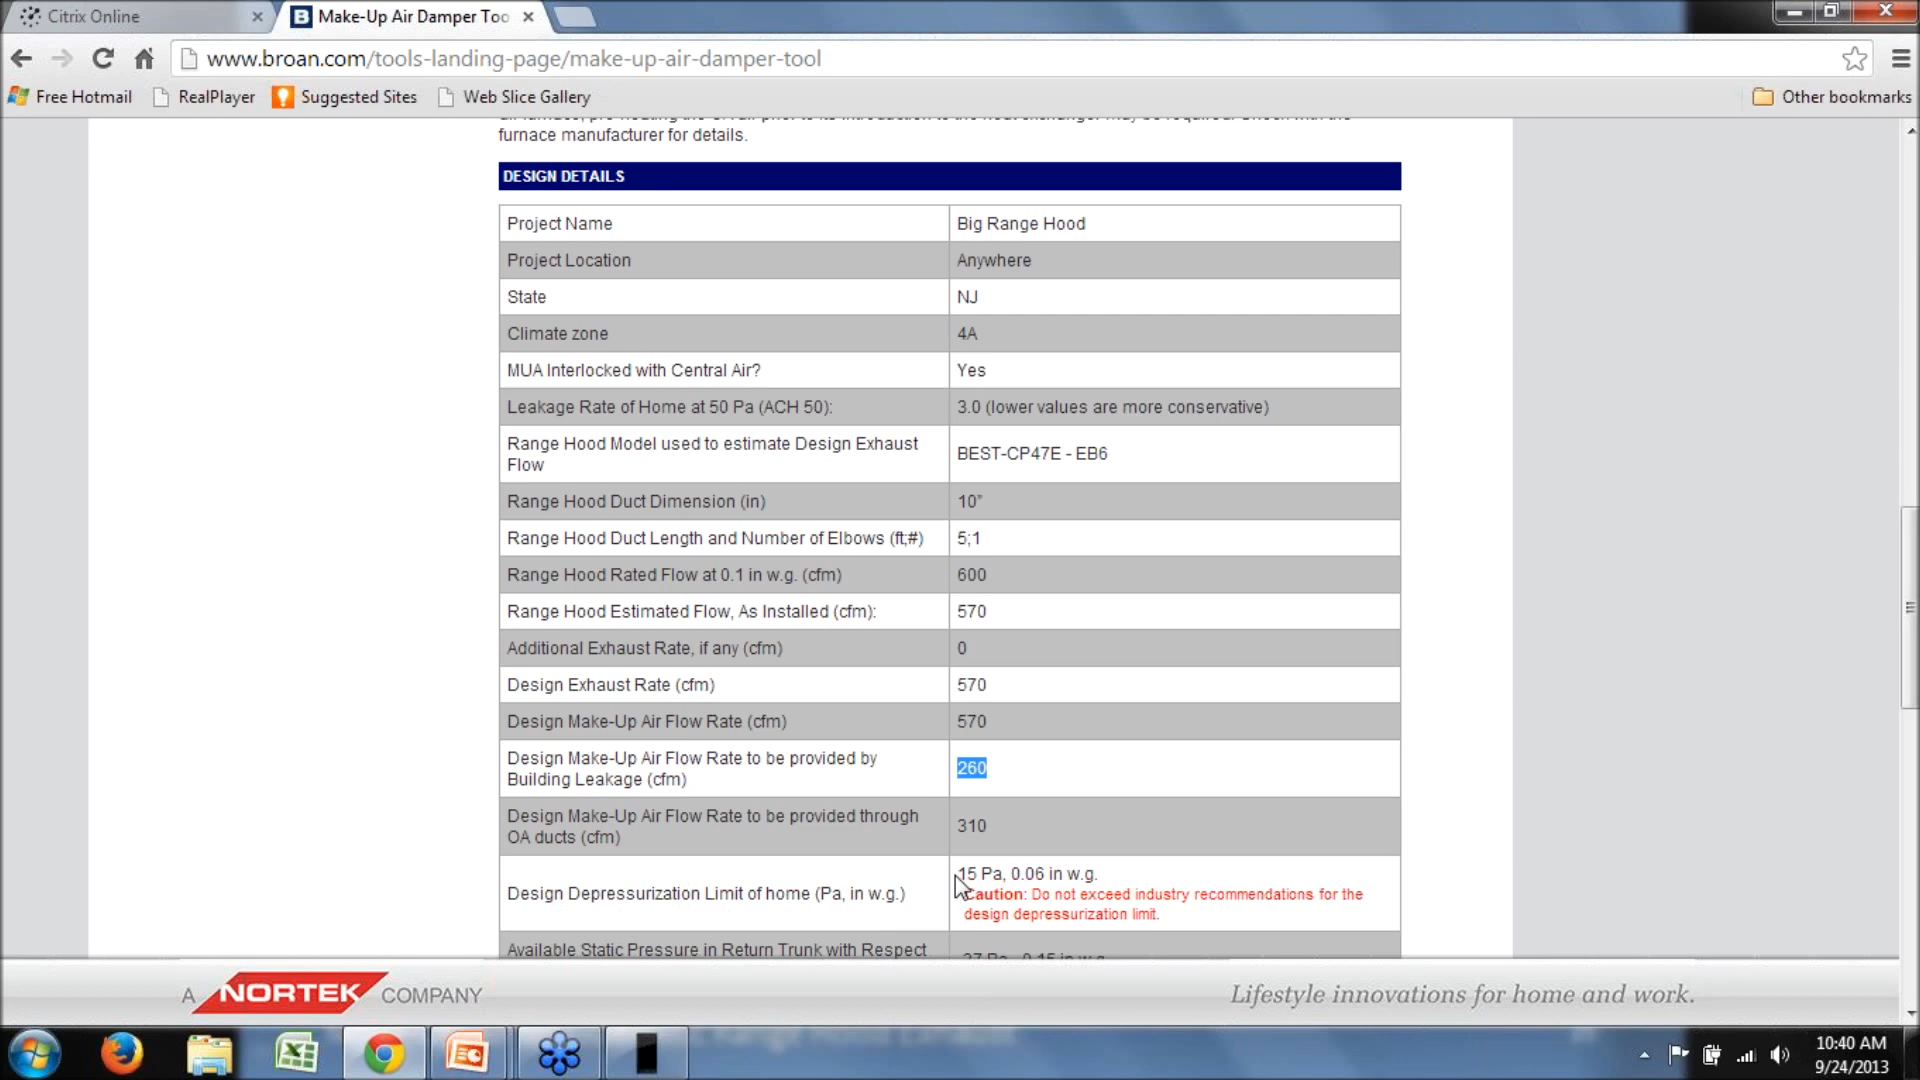 Citrix Online
Make-Up Air Damper Too
www.broan.com/tools-landing-page/make-up-air-damper-tool
Free Hotmail
RealPlayer
Suggested Sites
Web Slice Gallery
Other bookmarks
furnace manufacturer for details.
DESIGN DETAILS
Project Name
Big Range Hood
Project Location
Anywhere
State
NJ
Climate zone
4A
MUA Interlocked with Central Air?
Yes
Leakage Rate of Home at 50 Pa (ACH 50):
3.0 (lower values are more conservative)
Range Hood Model used to estimate Design Exhaust
Flow
BEST-CP47E - EB6
Range Hood Duct Dimension (in)
10"
Range Hood Duct Length and Number of Elbows (ft;#)
5;1
Range Hood Rated Flow at 0.1 in w.g. (cfm)
600
Range Hood Estimated Flow, As Installed (cfm):
570
Additional Exhaust Rate, if any (cfm)
0
Design Exhaust Rate (cfm)
570
Design Make-Up Air Flow Rate (cfm)
570
Design Make-Up Air Flow Rate to be provided by
Building Leakage (cfm)
260
Design Make-Up Air Flow Rate to be provided through
OA ducts (cfm)
310
Design Depressurization Limit of home (Pa, in w.g.)
15 Pa, 0.06 in w.g.
Caution: Do not exceed industry recommendations for the
design depressurization limit.
Available Static Pressure in Return Trunk with Respect
A NORTEK COMPANY
Lifestyle innovations for home and work.
10:40 AM
9/24/2013